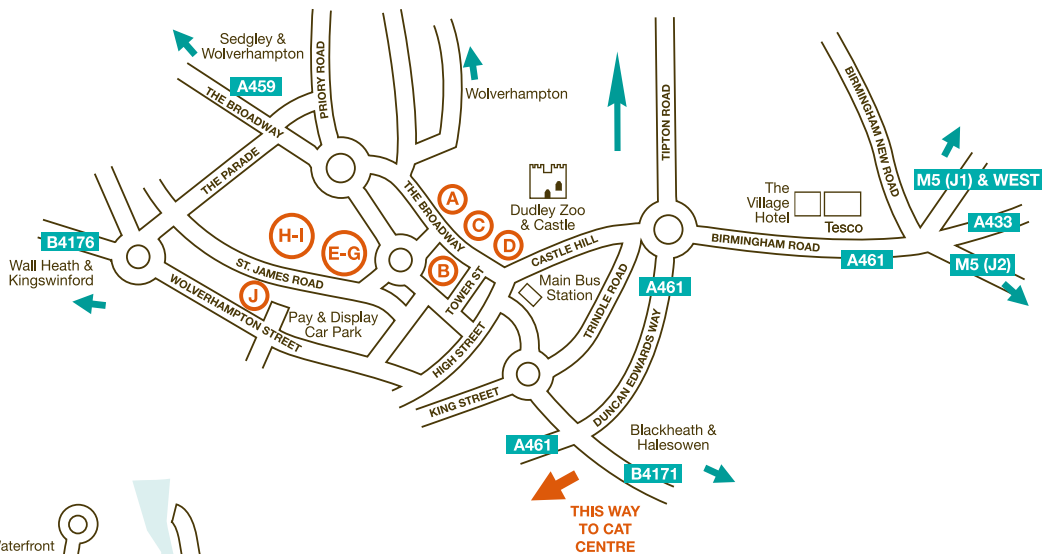 Sedgley &
Wolverhampton
A459
THE BROADWAY
PRIORY ROAD
Wolverhampton
THE PARADE
TIPTON ROAD
BIRMINGHAM NEW ROAD
M5 (J1) & WEST
A433
M5 (J2)
The
Village
Hotel
Tesco
Dudley Zoo
& Castle
A
C
D
THE BROADWAY
CASTLE HILL
BIRMINGHAM ROAD
A461
B4176
Wall Heath &
Kingswinford
H-I
E-G
B
ST. JAMES ROAD
TOWER ST
Main Bus
Station
A461
J
Pay & Display
Car Park
WOLVERHAMPTON STREET
HIGH STREET
TRINDLE ROAD
DUNCAN EDWARDS WAY
KING STREET
Blackheath &
Halesowen
A461
B4171
THIS WAY
TO CAT
CENTRE